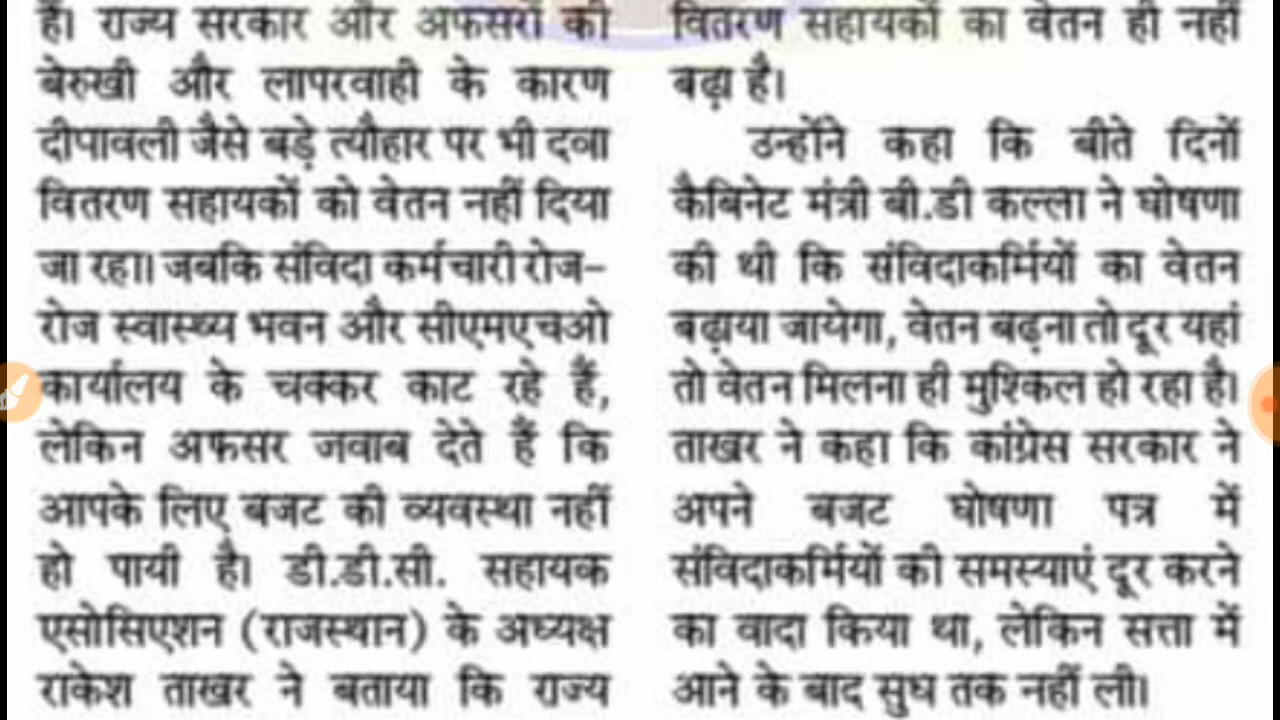 है। राज्य सरकार और अफसरों की
बेरुखी और लापरवाही के कारण
दीपावली जैसे बड़े त्यौहार पर भी दवा
वितरण सहायकों को वेतन नहीं दिया
जा रहा। जबकि संविदा कर्मचारी रोज-
रोज स्वास्थ्य भवन और सीएमएचओ
कार्यालय के चक्कर काट रहे हैं,
लेकिन अफसर जवाब देते हैं कि
आपके लिए बजट की व्यवस्था नहीं
हो पायी है। डी.डी.सी. सहायक
एसोसिएशन (राजस्थान) के अध्यक्ष
राकेश ताखर ने बताया कि राज्य
वितरण सहायकों का वेतन ही नहीं
बढ़ा है।
उन्होंने कहा कि बीते दिनों
कैबिनेट मंत्री बी.डी कल्ला ने घोषणा
की थी कि संविदाकर्मियों का वेतन
बढ़ाया जायेगा, वेतन बढ़ना तो दूर यहां
तो वेतन मिलना ही मुश्किल हो रहा है।
ताखर ने कहा कि कांग्रेस सरकार ने
अपने बजट घोषणा पत्र में
संविदाकर्मियों की समस्याएं दूर करने
का वादा किया था, लेकिन सत्ता में
आने के बाद सुध तक नहीं ली।